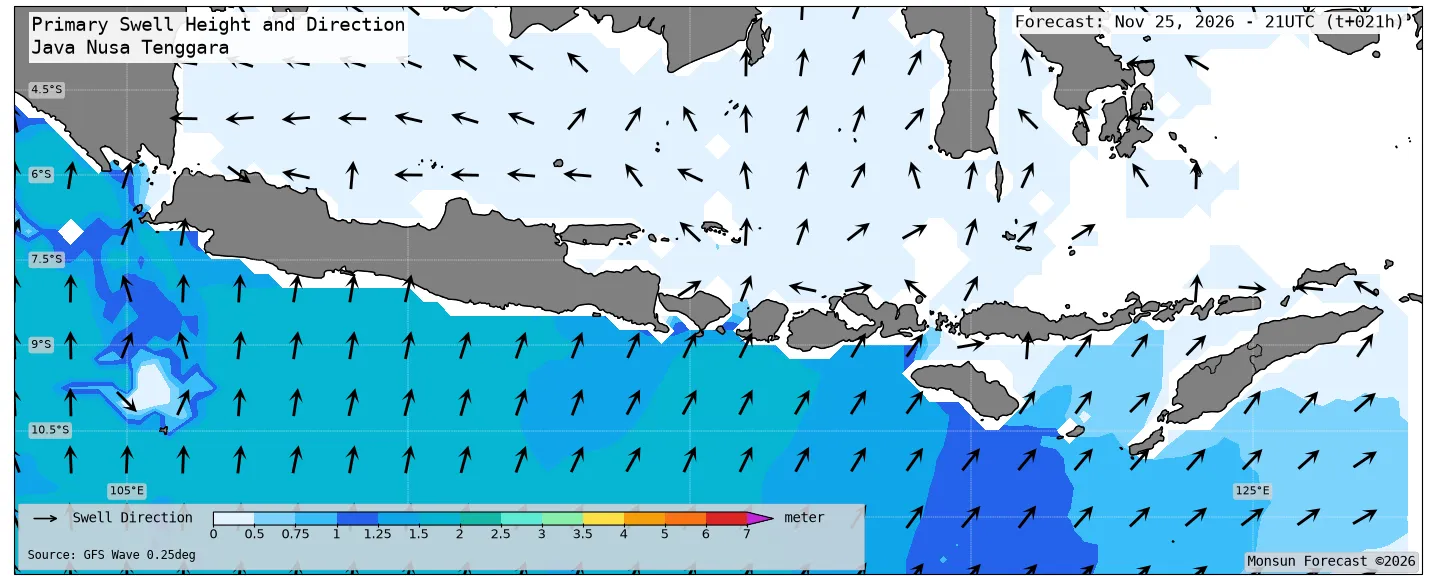 Primary Swell Height and Direction
Java Nusa Tenggara
Forecast: Nov 25, 2026 - 21UTC (t+021h)
4.5°S
6°S
7.5°S
9°S
10.5°S
105°E
125°E
Swell Direction
0 0.5 0.75 1 1.25 1.5 2 2.5 3 3.5 4 5 6 7
meter
Source: GFS Wave 0.25deg
Monsun Forecast ©2026